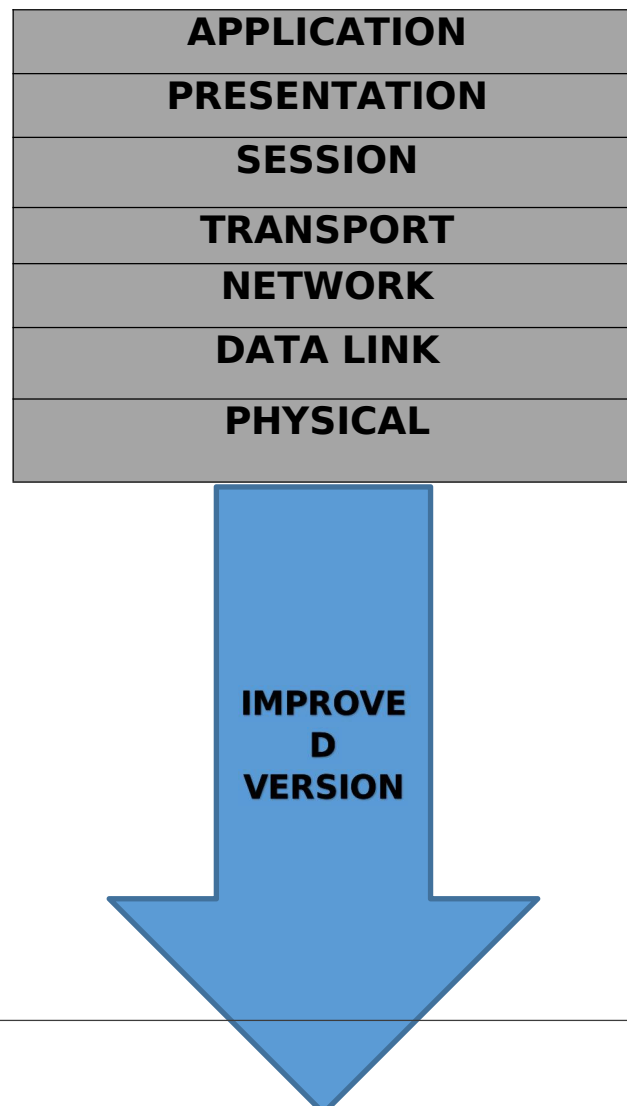 APPLICATION
PRESENTATION
SESSION
TRANSPORT
NETWORK
DATA LINK
PHYSICAL
IMPROVE
D
VERSION